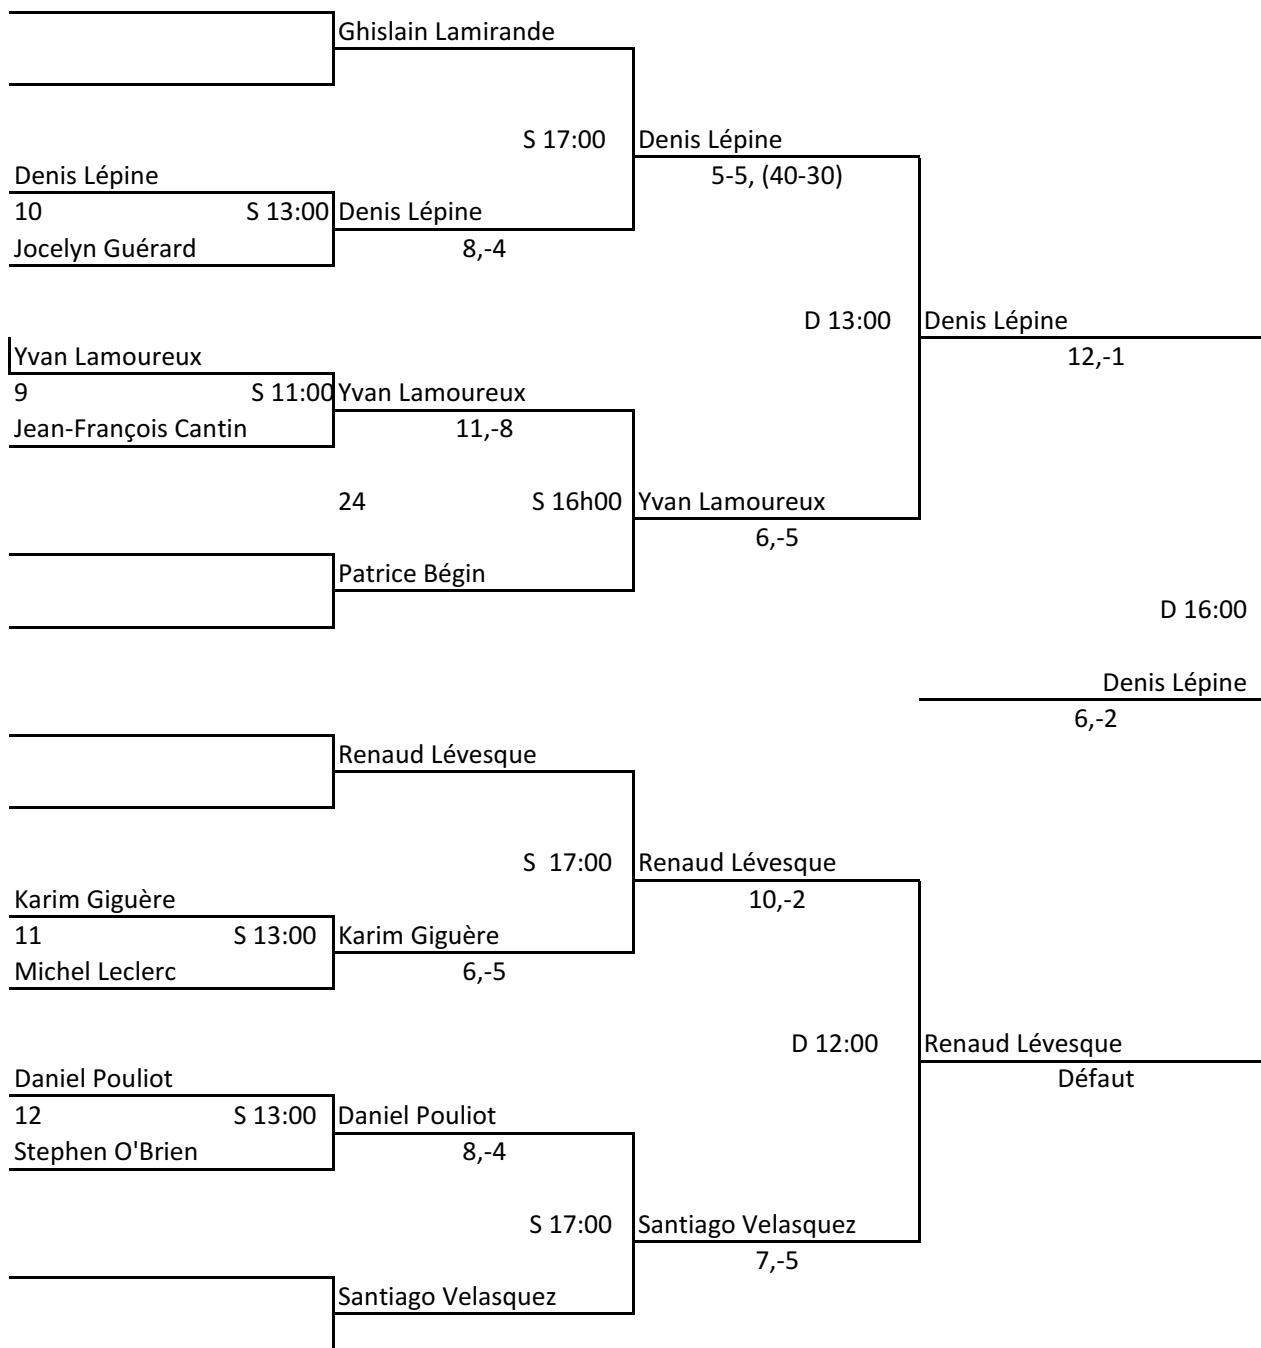 Ghislain Lamirande
S 17:00
Denis Lépine
5-5, (40-30)
Denis Lépine
10
S 13:00
Denis Lépine
Jocelyn Guérard
8,-4
D 13:00
Denis Lépine
12,-1
Yvan Lamoureux
9
S 11:00
Yvan Lamoureux
Jean-François Cantin
11,-8
24
S 16h00
Yvan Lamoureux
6,-5
Patrice Bégin
D 16:00
Denis Lépine
6,-2
Renaud Lévesque
S 17:00
Renaud Lévesque
10,-2
Karim Giguère
11
S 13:00
Karim Giguère
Michel Leclerc
6,-5
D 12:00
Renaud Lévesque
Défaut
Daniel Pouliot
12
S 13:00
Daniel Pouliot
Stephen O'Brien
8,-4
S 17:00
Santiago Velasquez
7,-5
Santiago Velasquez